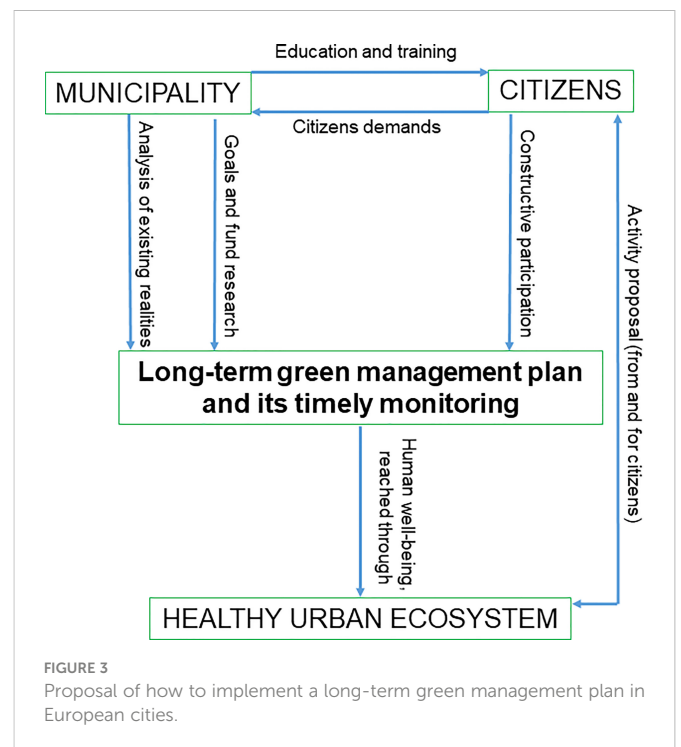 Education and training
MUNICIPALITY
CITIZENS
Citizens demands
Analysis of existing realities
Goals and fund research
Constructive participation
Activity proposal (from and for citizens)
Long-term green management plan
and its timely monitoring
Human well-being,
reached through
HEALTHY URBAN ECOSYSTEM
FIGURE 3
Proposal of how to implement a long-term green management plan in
European cities.